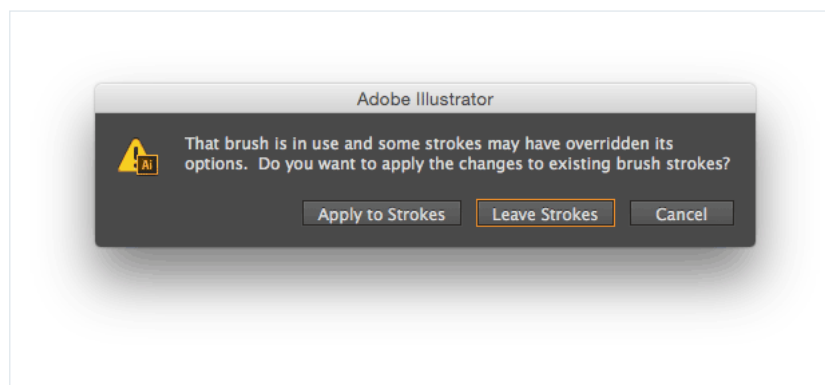 Adobe Illustrator
That brush is in use and some strokes may have overridden its
options.  Do you want to apply the changes to existing brush strokes?
Ai
Apply to Strokes
Leave Strokes
Cancel